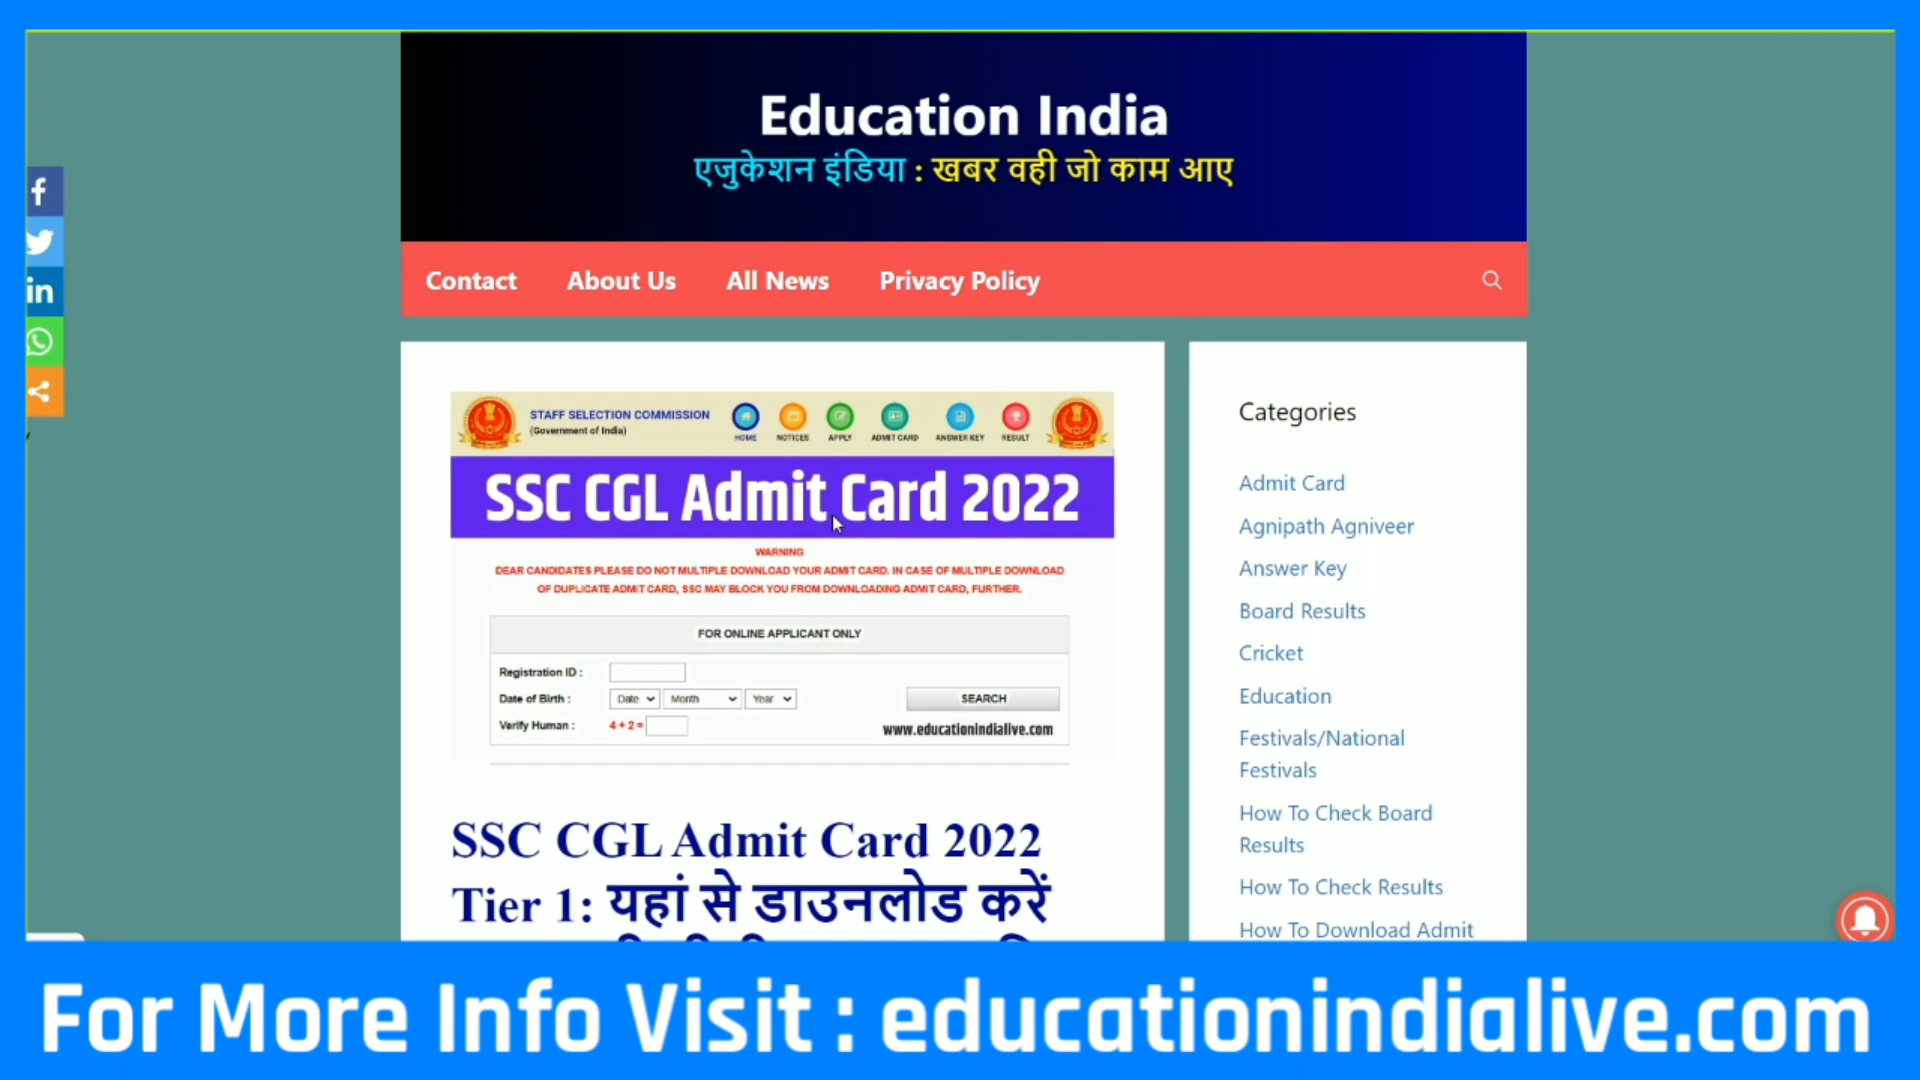 Education India
एजुकेशन इंडिया : खबर वही जो काम आए
Contact About Us All News Privacy Policy
STAFF SELECTION COMMISSION
(Government of India)
HOME NOTICES APPLY ADMIT CARD ANSWER KEY RESULT
SSC CGL Admit Card 2022
WARNING
DEAR CANDIDATES PLEASE DO NOT MULTIPLE DOWNLOAD YOUR ADMIT CARD. IN CASE OF MULTIPLE DOWNLOAD
OF DUPLICATE ADMIT CARD, SSC MAY BLOCK YOU FROM DOWNLOADING ADMIT CARD, FURTHER.
FOR ONLINE APPLICANT ONLY
Registration ID :
Date of Birth : Date Month Year SEARCH
Verify Human : 4 + 2 =
www.educationindialive.com
SSC CGL Admit Card 2022
Tier 1: यहां से डाउनलोड करें
Categories
Admit Card
Agnipath Agniveer
Answer Key
Board Results
Cricket
Education
Festivals/National
Festivals
How To Check Board
Results
How To Check Results
How To Download Admit
For More Info Visit : educationindialive.com